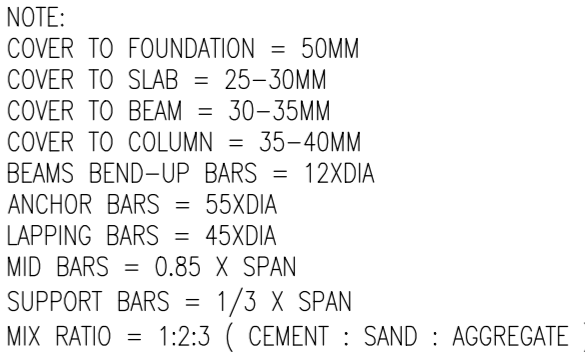 NOTE:
COVER TO FOUNDATION = 50MM
COVER TO SLAB = 25-30MM
COVER TO BEAM = 30-35MM
COVER TO COLUMN = 35-40MM
BEAMS BEND-UP BARS = 12XDIA
ANCHOR BARS = 55XDIA
LAPPING BARS = 45XDIA
MID BARS = 0.85 X SPAN
SUPPORT BARS = 1/3 X SPAN
MIX RATIO = 1:2:3 ( CEMENT : SAND : AGGREGATE )